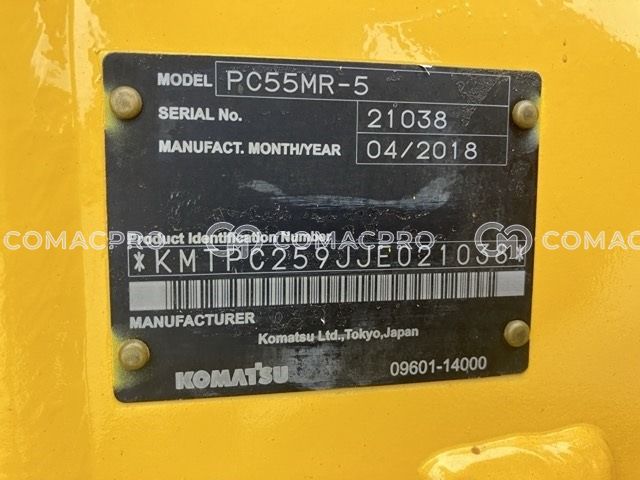 MODEL PC55MR-5
SERIAL No. 21038
MANUFACT. MONTH/YEAR 04/2018
COMACPRO COMACPRO COMACPRO
Product Identification Number
*KMTPC259JJE021038*
MANUFACTURER
Komatsu Ltd.,Tokyo,Japan
KOMATSU 09601-14000